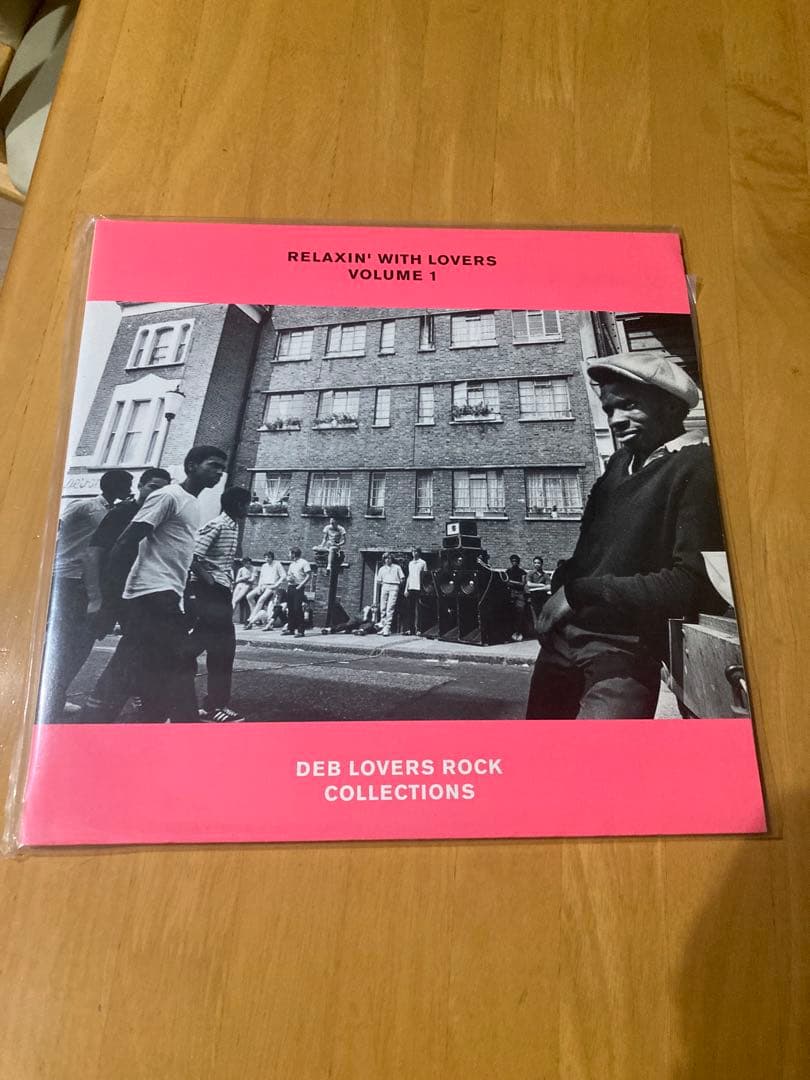 RELAXIN' WITH LOVERS
VOLUME 1
DEB LOVERS ROCK
COLLECTIONS